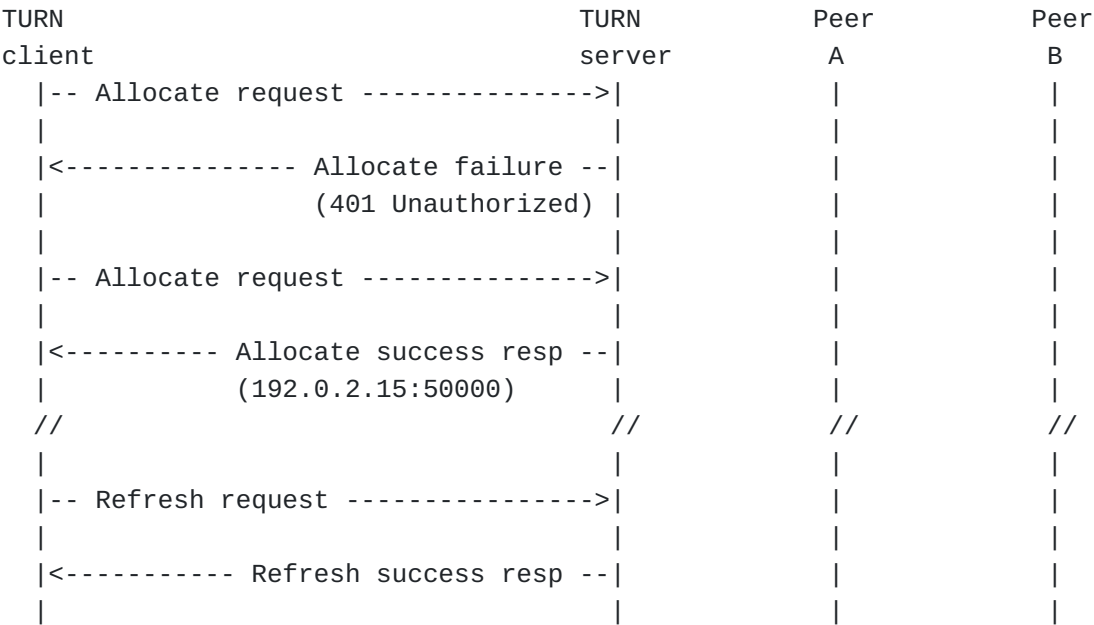 TURN                                 TURN           Peer          Peer
client                               server          A             B
  |-- Allocate request --------------->|             |             |
  |                                    |             |             |
  |<--------------- Allocate failure --|             |             |
  |                 (401 Unauthorized) |             |             |
  |                                    |             |             |
  |-- Allocate request --------------->|             |             |
  |                                    |             |             |
  |<---------- Allocate success resp --|             |             |
  |            (192.0.2.15:50000)      |             |             |
  //                                   //            //            //
  |                                    |             |             |
  |-- Refresh request ---------------->|             |             |
  |                                    |             |             |
  |<----------- Refresh success resp --|             |             |
  |                                    |             |             |